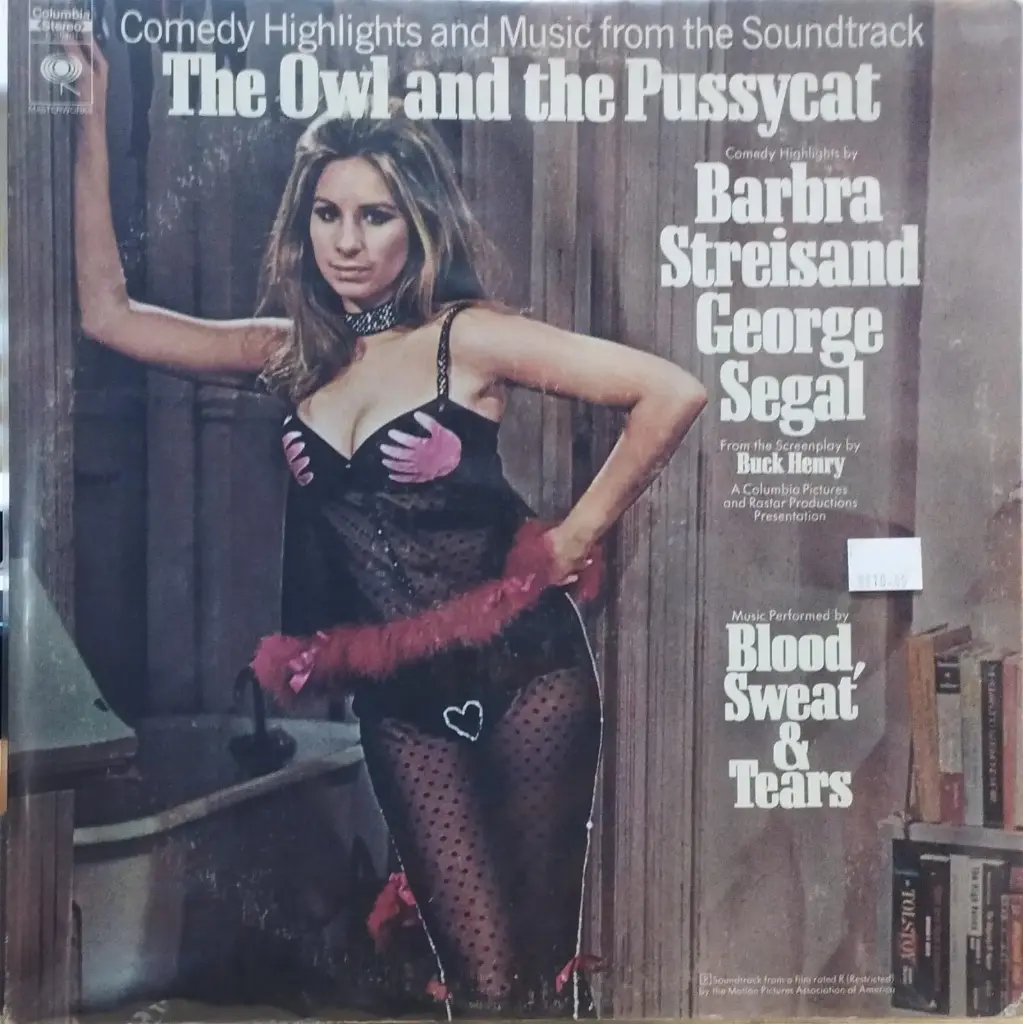 Columbia
Stereo
MASTERWORKS
Comedy Highlights and Music from the Soundtrack
The Owl and the Pussycat
Comedy Highlights by
Barbra
Streisand
George
Segal
From the Screenplay by
Buck Henry
A Columbia Pictures
and Rastar Productions
Presentation
Music Performed by
Blood,
Sweat
&
Tears
TOLSTOY
[P] Soundtrack from a film rated R (Restricted)
by the Motion Pictures Association of America